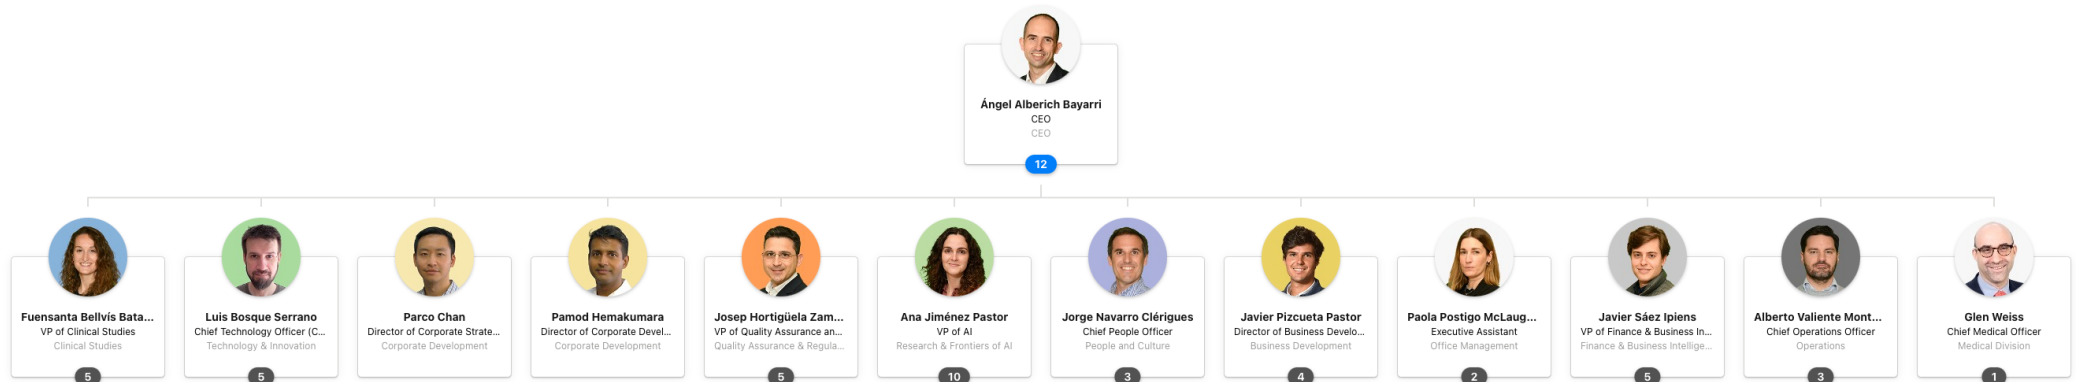 Ángel Alberich Bayarri
CEO
CEO
12
Fuensanta Bellvís Bata...
VP of Clinical Studies
Clinical Studies
5
Luis Bosque Serrano
Chief Technology Officer (C...
Technology & Innovation
5
Parco Chan
Director of Corporate Strate...
Corporate Development
Pamod Hemakumara
Director of Corporate Devel...
Corporate Development
Josep Hortigüela Zam...
VP of Quality Assurance an...
Quality Assurance & Regula...
5
Ana Jiménez Pastor
VP of AI
Research & Frontiers of AI
10
Jorge Navarro Clérigues
Chief People Officer
People and Culture
3
Javier Pizcueta Pastor
Director of Business Develo...
Business Development
4
Paola Postigo McLaug...
Executive Assistant
Office Management
2
Javier Sáez Ipiens
VP of Finance & Business In...
Finance & Business Intellige...
5
Alberto Valiente Mont...
Chief Operations Officer
Operations
3
Glen Weiss
Chief Medical Officer
Medical Division
1